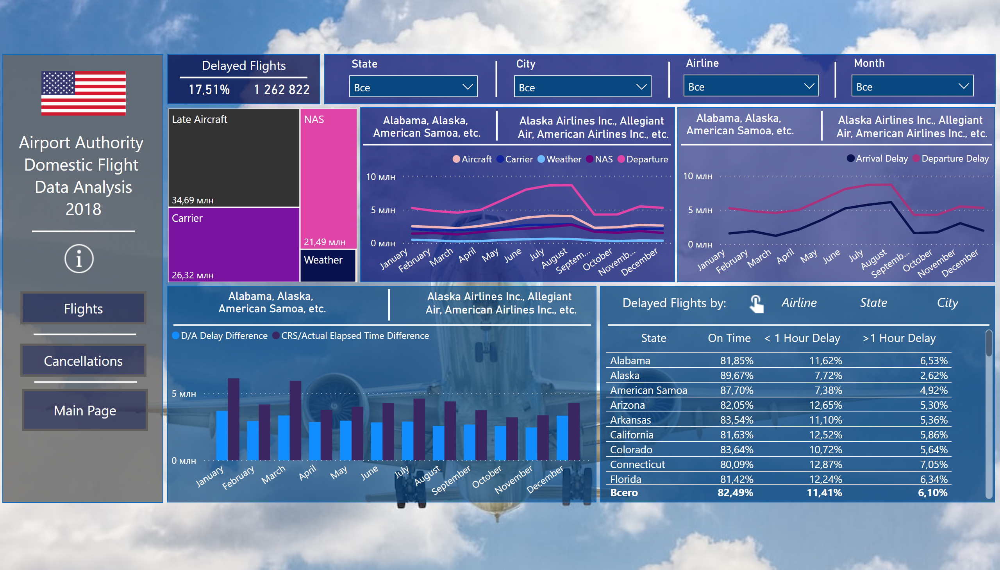 Airport Authority
Domestic Flight
Data Analysis
2018
i
Flights
Cancellations
Main Page
Delayed Flights
17,51% 1 262 822
State
Все
City
Все
Airline
Все
Month
Все
Late Aircraft
34,69 млн
Carrier
26,32 млн
NAS
21,49 млн
Weather
Alabama, Alaska,
American Samoa, etc.
Alaska Airlines Inc., Allegiant
Air, American Airlines Inc., etc.
Aircraft Carrier Weather NAS Departure
10 млн
5 млн
0 млн
January February March April May June July August Septem... October Novemb... December
Alabama, Alaska,
American Samoa, etc.
Alaska Airlines Inc., Allegiant
Air, American Airlines Inc., etc.
Arrival Delay Departure Delay
10 млн
5 млн
0 млн
January February March April May June July August Septemb... October November December
Alabama, Alaska,
American Samoa, etc.
Alaska Airlines Inc., Allegiant
Air, American Airlines Inc., etc.
D/A Delay Difference CRS/Actual Elapsed Time Difference
5 млн
0 млн
January February March April May June July August September October November December
Delayed Flights by: Airline State City
State On Time < 1 Hour Delay >1 Hour Delay
Alabama 81,85% 11,62% 6,53%
Alaska 89,67% 7,72% 2,62%
American Samoa 87,70% 7,38% 4,92%
Arizona 82,05% 12,65% 5,30%
Arkansas 83,54% 11,10% 5,36%
California 81,63% 12,52% 5,86%
Colorado 83,64% 10,72% 5,64%
Connecticut 80,09% 12,87% 7,05%
Florida 81,42% 12,24% 6,34%
Всего 82,49% 11,41% 6,10%